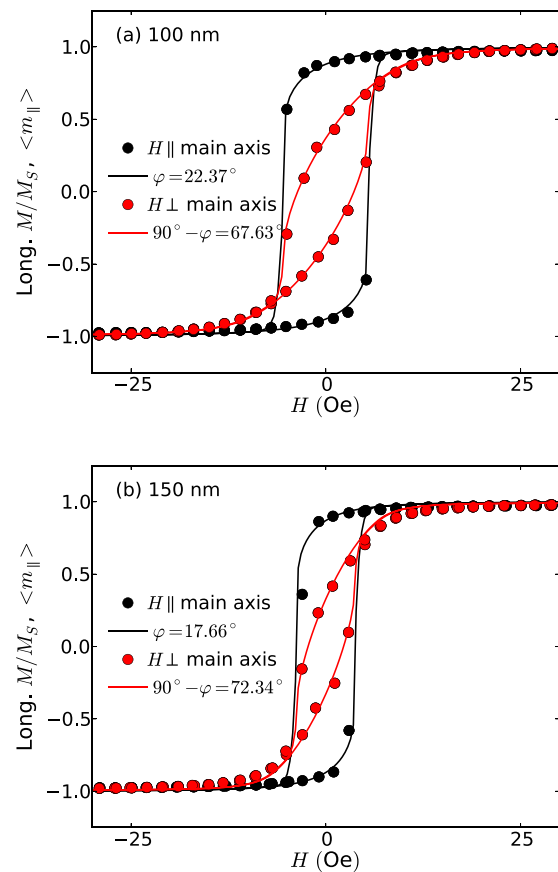 (a) 100 nm
Long. M/M_S, <m_∥>
1.0
0.5
0.0
−0.5
−1.0
H ∥ main axis
φ=22.37°
H ⊥ main axis
90°−φ=67.63°
−25
0
25
H (Oe)
(b) 150 nm
Long. M/M_S, <m_∥>
1.0
0.5
0.0
−0.5
−1.0
H ∥ main axis
φ=17.66°
H ⊥ main axis
90°−φ=72.34°
−25
0
25
H (Oe)